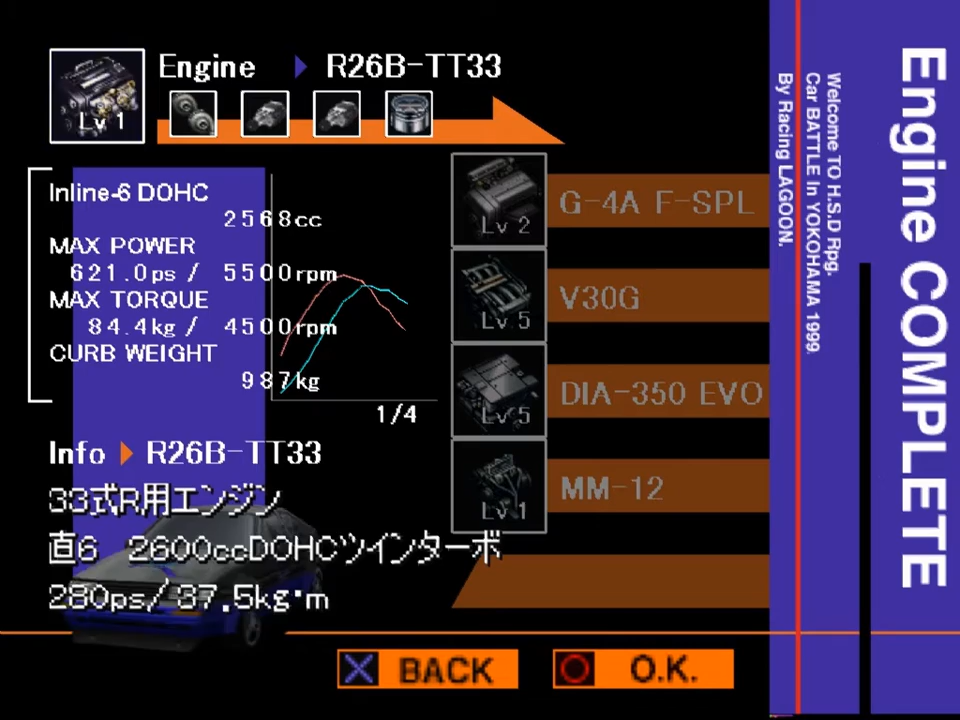 Engine ▶ R26B-TT33
Lv 1
Inline-6 DOHC
2568cc
MAX POWER
621.0ps / 5500rpm
MAX TORQUE
84.4kg / 4500rpm
CURB WEIGHT
987kg
1/4
Lv 2 G-4A F-SPL
Lv 5 V30G
Lv 5 DIA-350 EVO
Lv 1 MM-12
Info ▶ R26B-TT33
33式R用エンジン
直6 2600ccDOHCツインターボ
280ps/37.5kg・m
BACK
O.K.
Welcome TO H.S.D Rpg.
Car BATTLE In YOKOHAMA 1999.
By Racing LAGOON.
Engine COMPLETE